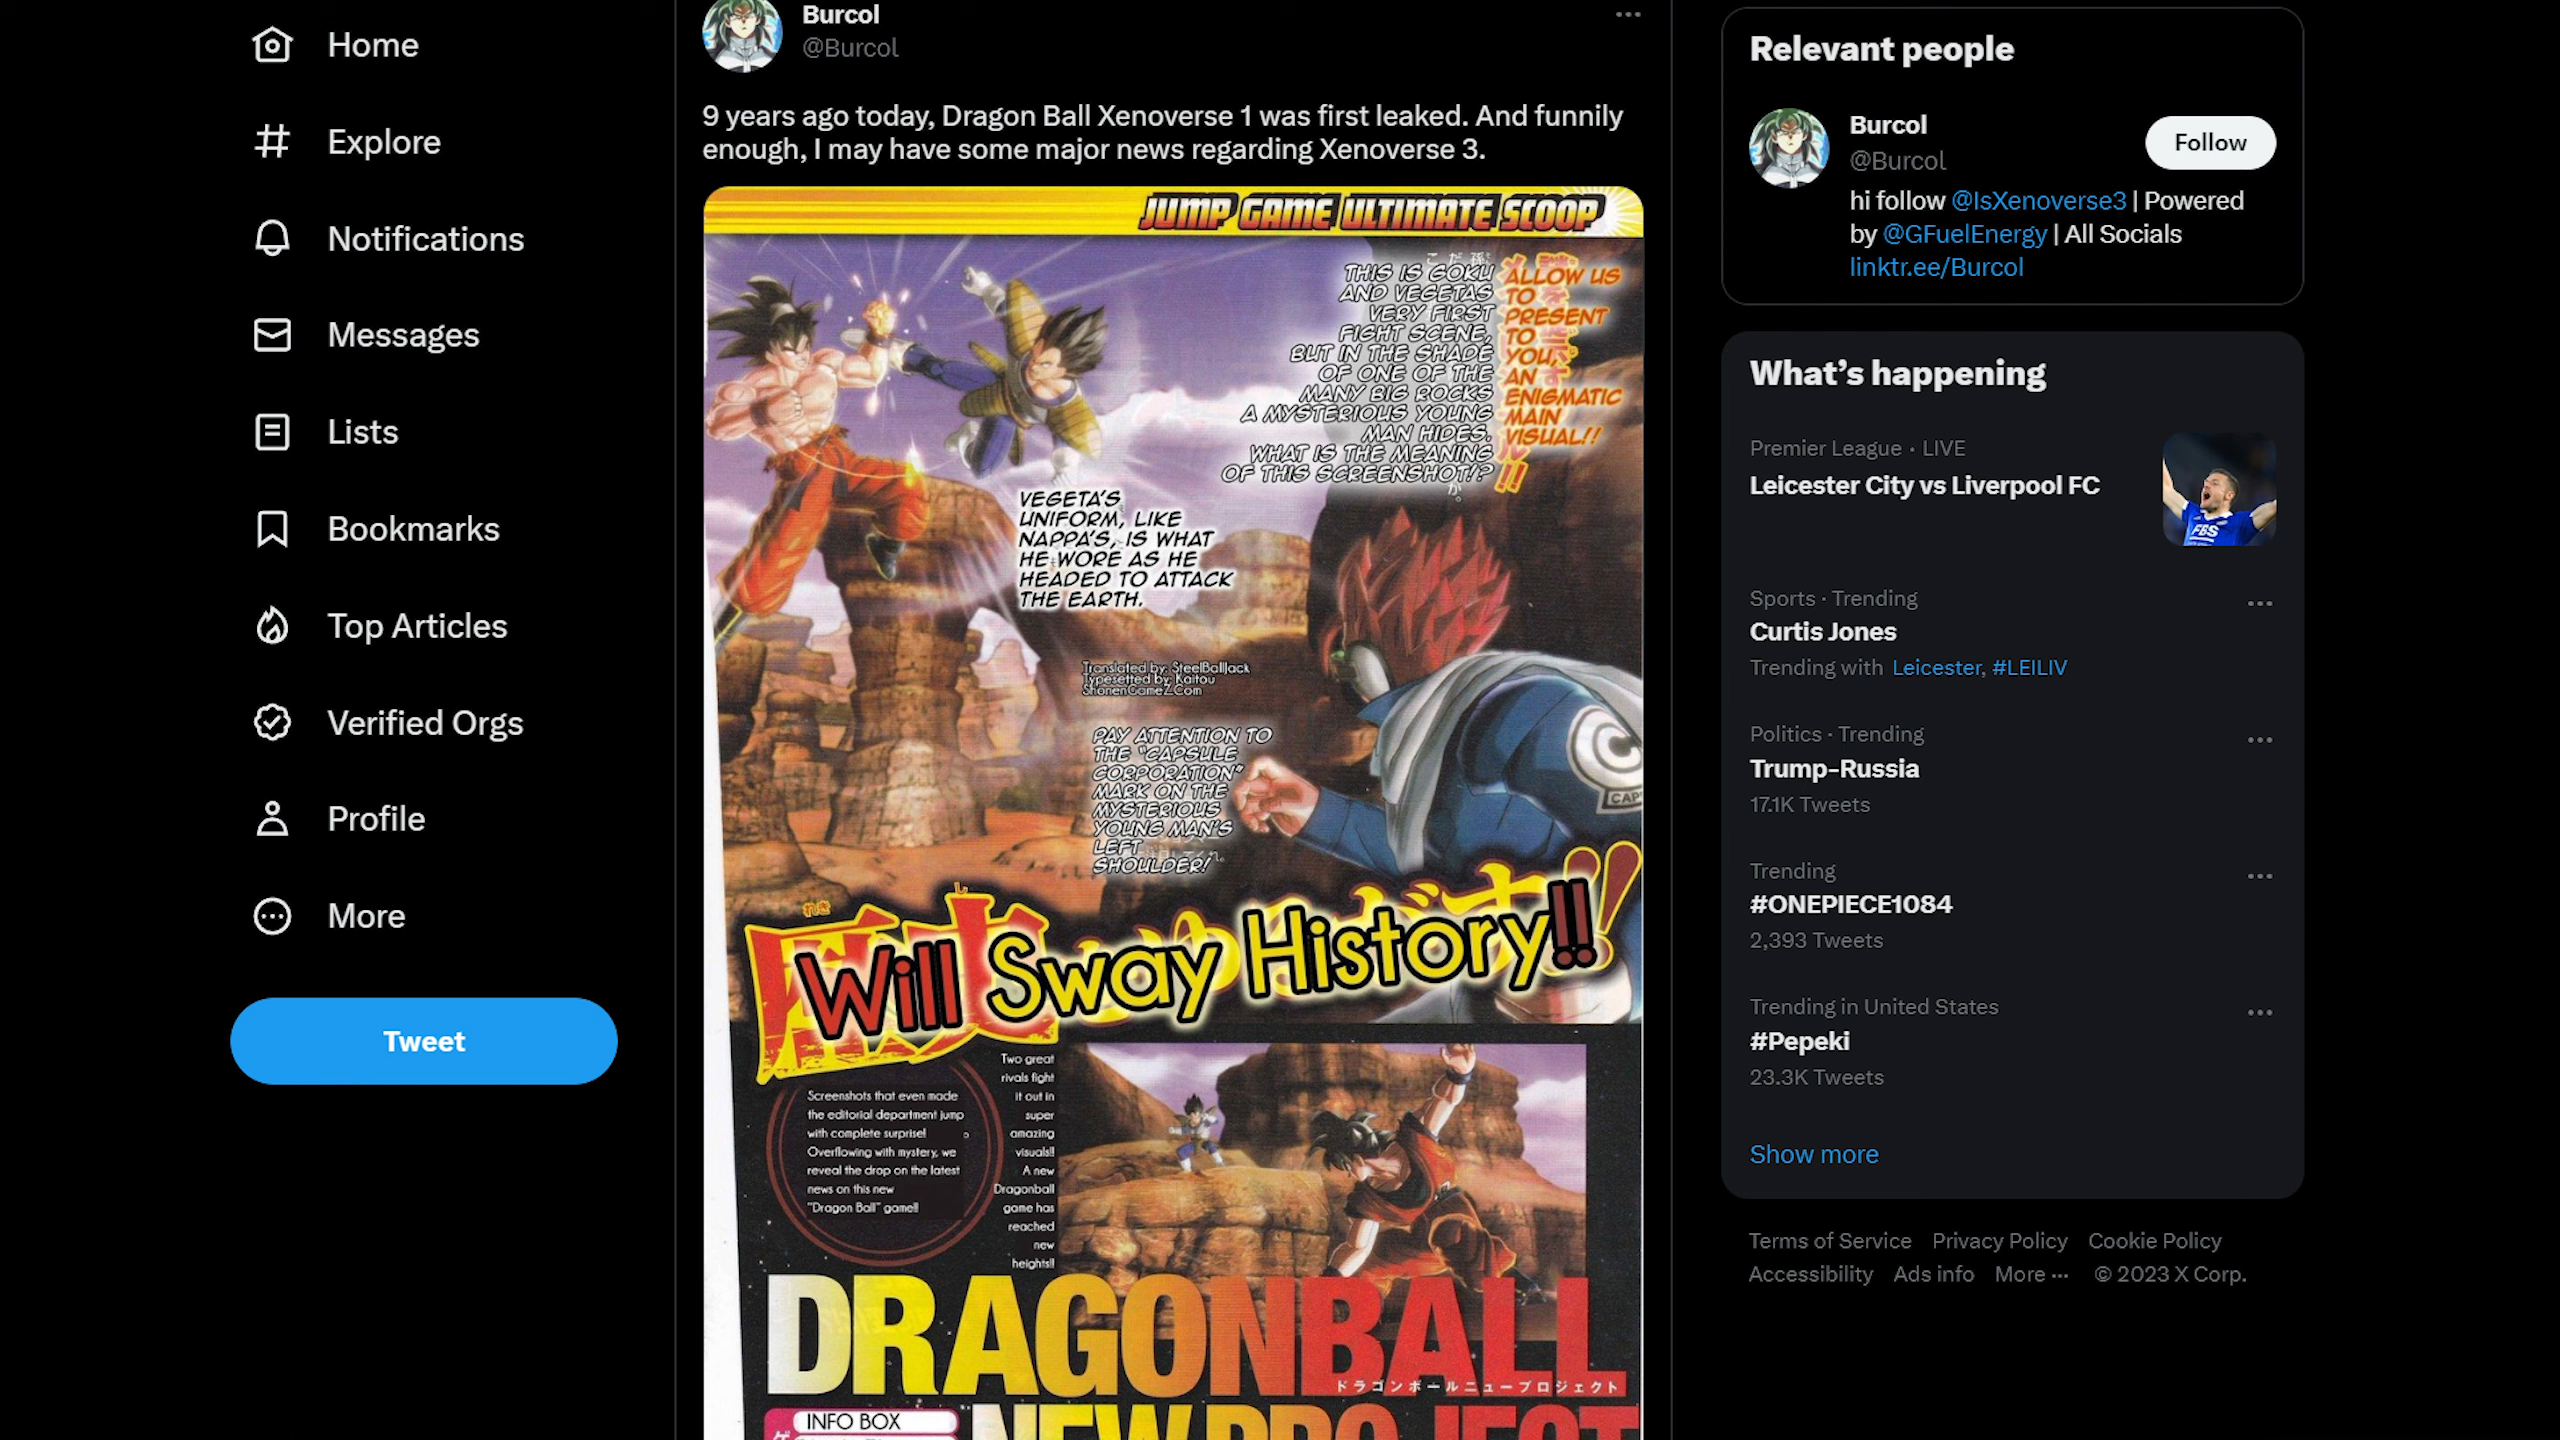 Home
Explore
Notifications
Messages
Lists
Bookmarks
Top Articles
Verified Orgs
Profile
More
Tweet
Burcol
@Burcol
9 years ago today, Dragon Ball Xenoverse 1 was first leaked. And funnily
enough, I may have some major news regarding Xenoverse 3.
JUMP GAME ULTIMATE SCOOP
THIS IS GOKU
AND VEGETAS
VERY FIRST
FIGHT SCENE,
BUT IN THE SHADE
OF ONE OF THE
MANY BIG ROCKS
A MYSTERIOUS YOUNG
MAN HIDES.
WHAT IS THE MEANING
OF THIS SCREENSHOT!?
ALLOW US
TO
PRESENT
TO
YOU,
AN
ENIGMATIC
MAIN
VISUAL!!
VEGETA'S
UNIFORM, LIKE
NAPPA'S, IS WHAT
HE WORE AS HE
HEADED TO ATTACK
THE EARTH.
Translated by: SteelBallJack
Typesetted by: Kaitou
ShonenGameZ.Com
PAY ATTENTION TO
THE "CAPSULE
CORPORATION"
MARK ON THE
MYSTERIOUS
YOUNG MAN'S
LEFT
SHOULDER!
CAP
Will Sway History!!
Screenshots that even made
the editorial department jump
with complete surprise!
Overflowing with mystery, we
reveal the drop on the latest
news on this new
"Dragon Ball" game!!
Two great
rivals fight
it out in
super
amazing
visuals!!
A new
Dragonball
game has
reached
new
heights!!
DRAGONBALL
ドラゴンボールニュープロジェクト
NEW PROJECT
INFO BOX
Relevant people
Burcol
@Burcol
Follow
hi follow @IsXenoverse3 | Powered
by @GFuelEnergy | All Socials
linktr.ee/Burcol
What's happening
Premier League · LIVE
Leicester City vs Liverpool FC
FBS
Sports · Trending
Curtis Jones
Trending with Leicester, #LEILIV
Politics · Trending
Trump-Russia
17.1K Tweets
Trending
#ONEPIECE1084
2,393 Tweets
Trending in United States
#Pepeki
23.3K Tweets
Show more
Terms of Service Privacy Policy Cookie Policy
Accessibility Ads info More ··· © 2023 X Corp.